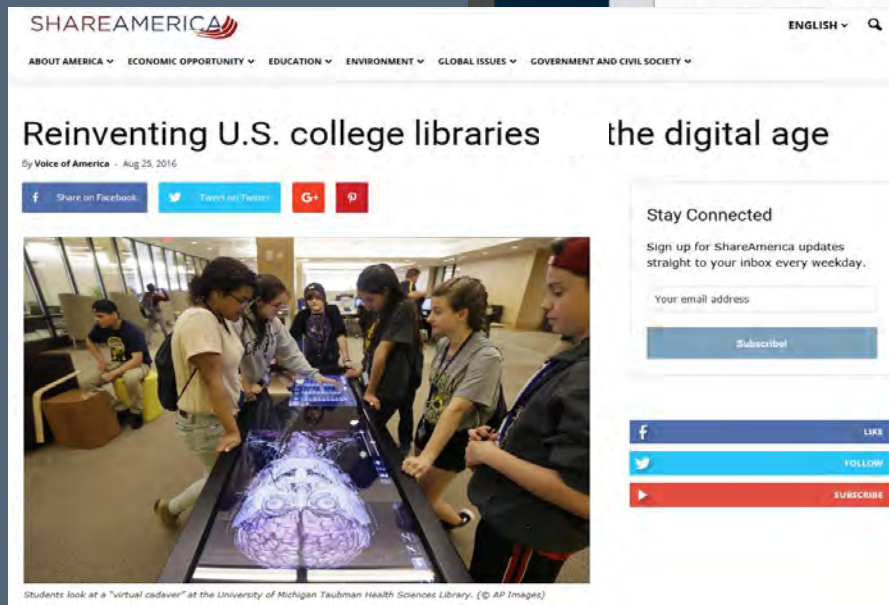 SHAREAMERICA
ENGLISH
ABOUT AMERICA ECONOMIC OPPORTUNITY EDUCATION ENVIRONMENT GLOBAL ISSUES GOVERNMENT AND CIVIL SOCIETY
Reinventing U.S. college libraries the digital age
By Voice of America - Aug 25, 2016
Share on Facebook Tweet on Twitter G+
Stay Connected
Sign up for ShareAmerica updates
straight to your inbox every weekday.
Your email address
Subscribe!
LIKE
FOLLOW
SUBSCRIBE
Students look at a "virtual cadaver" at the University of Michigan Taubman Health Sciences Library. (© AP Images)